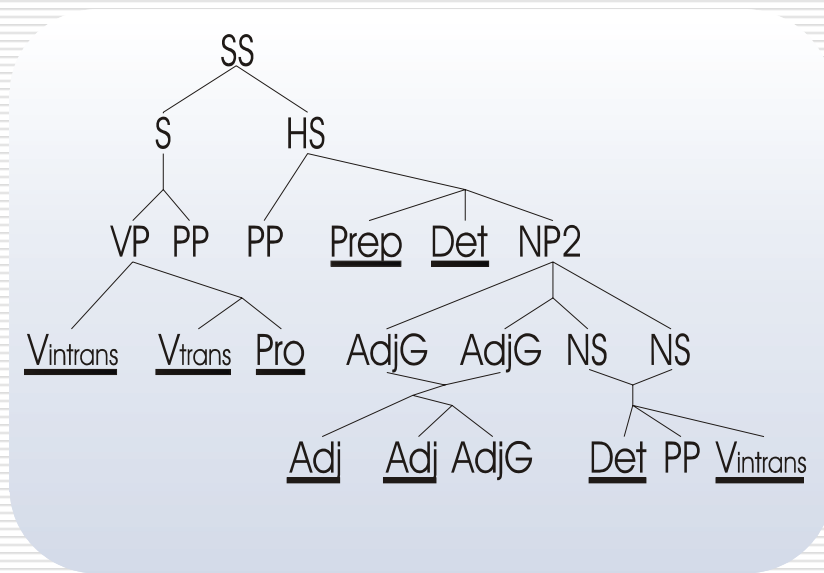 SS
S HS
VP PP PP Prep Det NP2
Vintrans Vtrans Pro AdjG AdjG NS NS
Adj Adj AdjG Det PP Vintrans